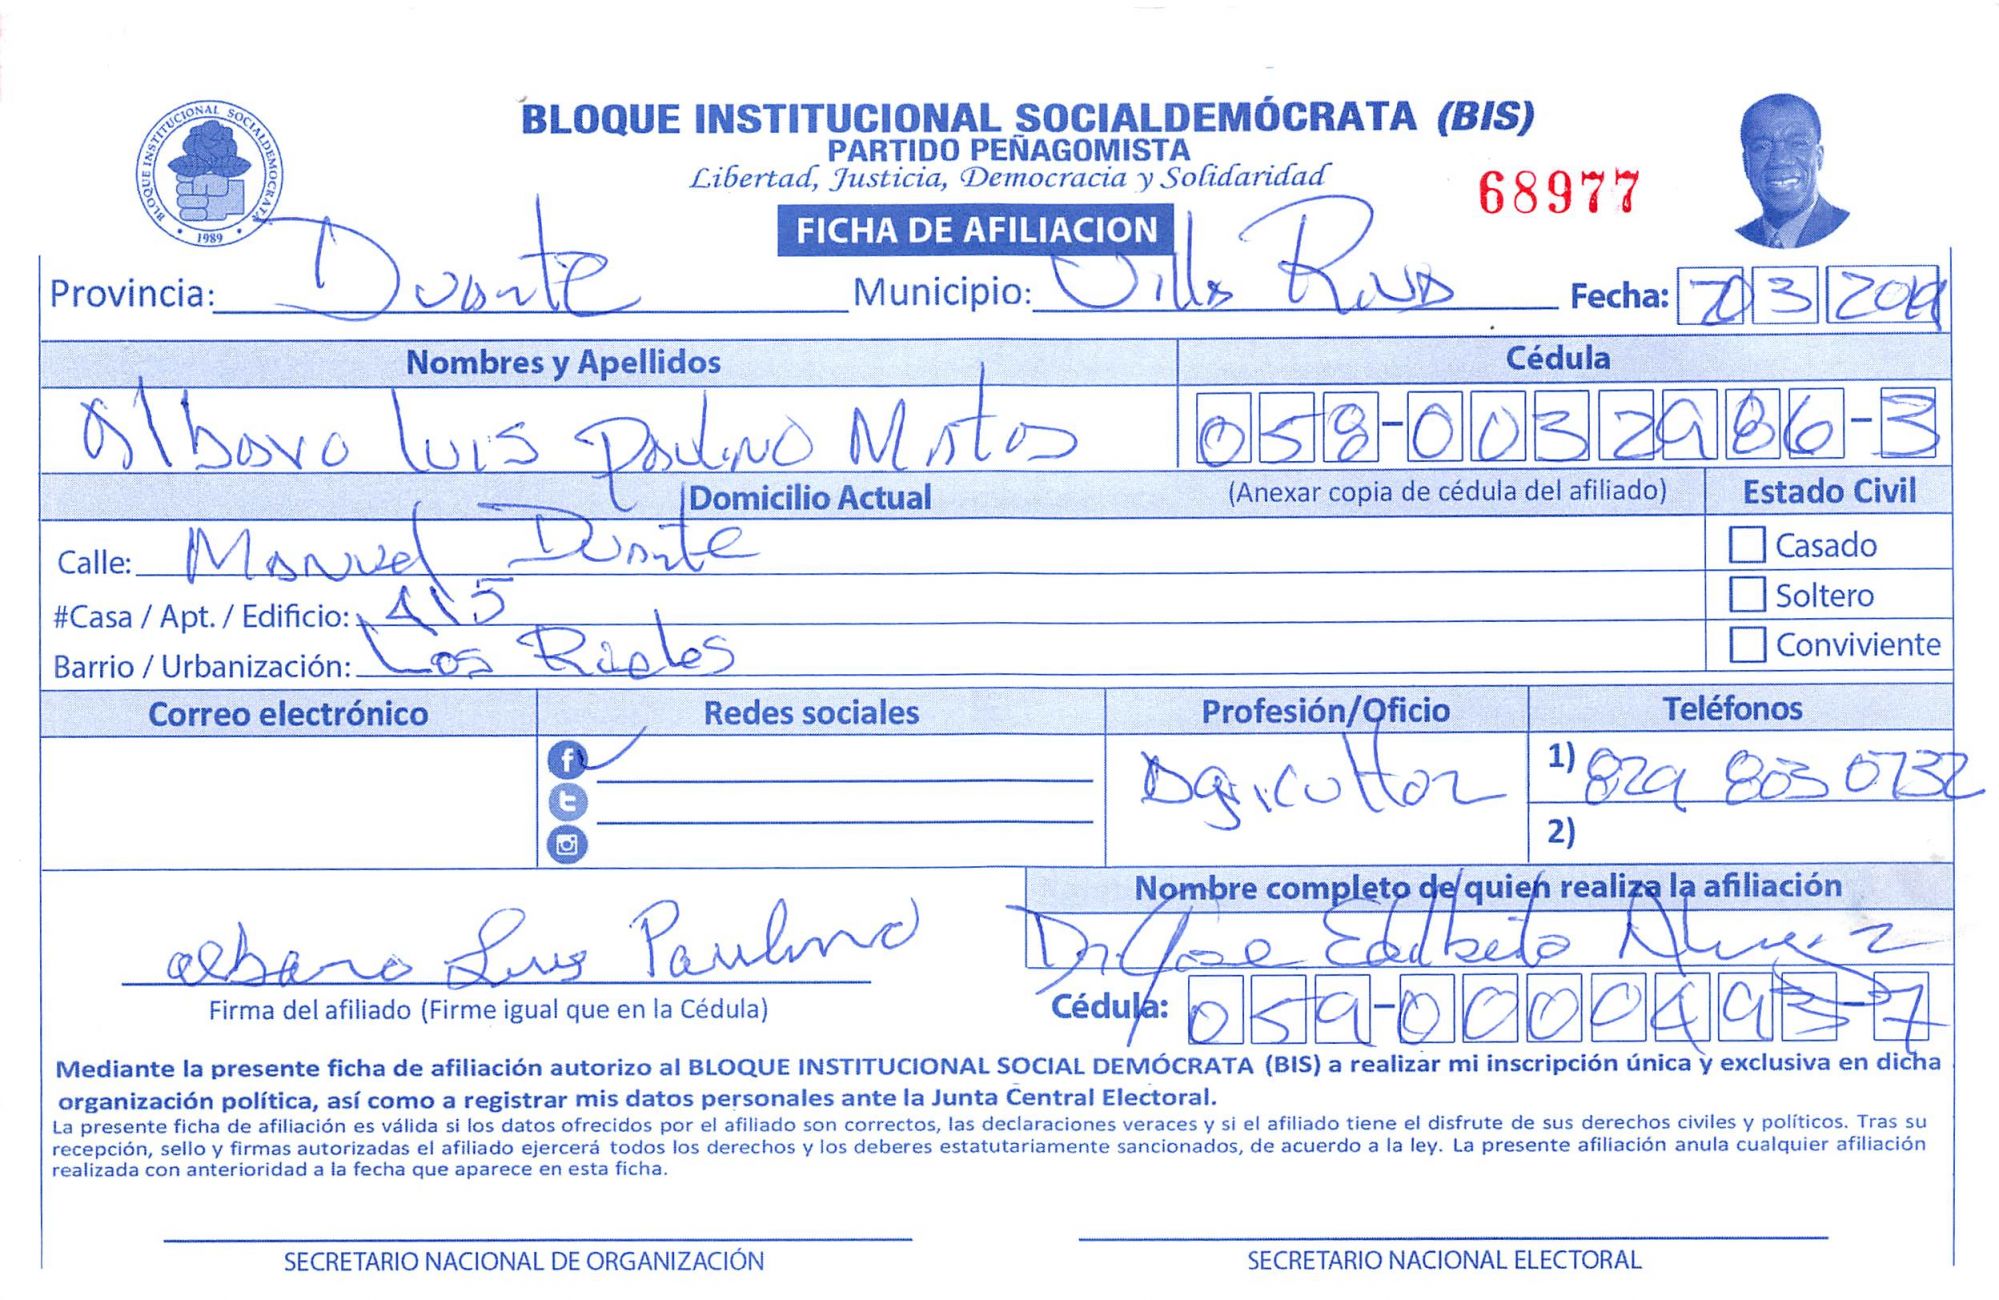 BLOQUE INSTITUCIONAL SOCIALDEMÓCRATA (BIS)
PARTIDO PEÑAGOMISTA
Libertad, Justicia, Democracia y Solidaridad
BLOQUE INSTITUCIONAL SOCIALDEMOCRATA
1989
68977
FICHA DE AFILIACION
Provincia: Duarte Municipio: Villa Rivas Fecha: 3 2019
Nombres y Apellidos Cédula
Albaro Luis Paulino Matos 058-0032986-3
Domicilio Actual (Anexar copia de cédula del afiliado) Estado Civil
Calle: Manuel Duarte Casado
#Casa / Apt. / Edificio: Soltero
Barrio / Urbanización: Los Conviviente
Correo electrónico Redes sociales Profesión/Oficio Teléfonos
Agricultor 1) 829 803 0732
2)
Nombre completo de quien realiza la afiliación
albaro Luis Paulino Dr. Jose Edilberto
Firma del afiliado (Firme igual que en la Cédula) Cédula: 059-0000493-7
Mediante la presente ficha de afiliación autorizo al BLOQUE INSTITUCIONAL SOCIAL DEMÓCRATA (BIS) a realizar mi inscripción única y exclusiva en dicha
organización política, así como a registrar mis datos personales ante la Junta Central Electoral.
La presente ficha de afiliación es válida si los datos ofrecidos por el afiliado son correctos, las declaraciones veraces y si el afiliado tiene el disfrute de sus derechos civiles y políticos. Tras su
recepción, sello y firmas autorizadas el afiliado ejercerá todos los derechos y los deberes estatutariamente sancionados, de acuerdo a la ley. La presente afiliación anula cualquier afiliación
realizada con anterioridad a la fecha que aparece en esta ficha.
SECRETARIO NACIONAL DE ORGANIZACIÓN SECRETARIO NACIONAL ELECTORAL